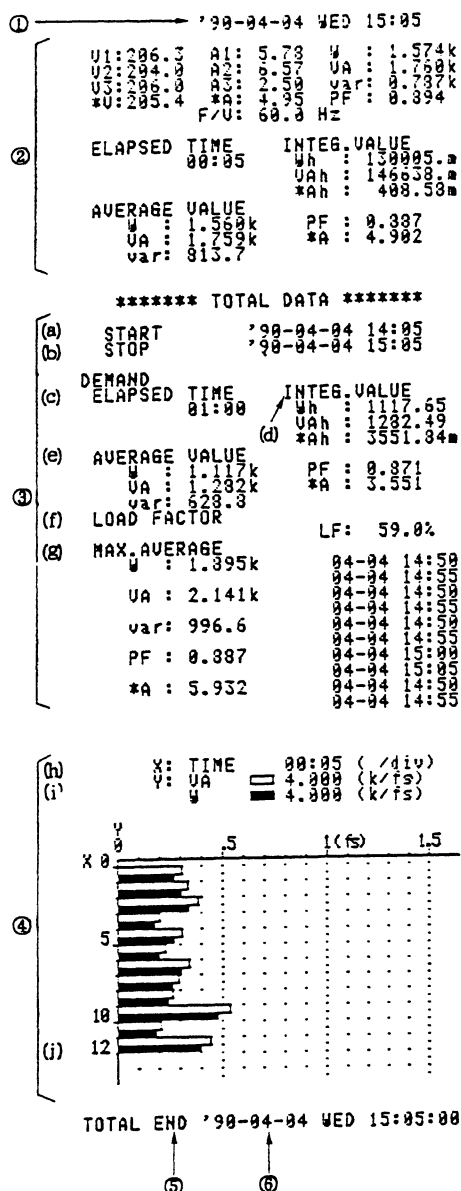 ① '90-04-04 WED 15:05
V1:206.3 A1: 5.78 W : 1.574k
V2:204.0 A2: 6.57 VA : 1.760k
V3:206.0 A3: 2.50 var: 0.787k
*V:205.4 *A: 4.95 PF : 0.894
F/V: 60.0 Hz
② ELAPSED TIME INTEG.VALUE
00:05 Wh : 130005.m
VAh : 146638.m
*Ah : 408.58m
AVERAGE VALUE
W : 1.560k PF : 0.887
VA : 1.759k *A : 4.902
var: 813.7
******* TOTAL DATA *******
(a) START '90-04-04 14:05
(b) STOP '90-04-04 15:05
DEMAND
(c) ELAPSED TIME INTEG.VALUE
01:00 Wh : 1117.65
(d) VAh : 1282.49
*Ah : 3551.84m
(e) AVERAGE VALUE
W : 1.117k PF : 0.871
VA : 1.282k *A : 3.551
③ var: 628.8
(f) LOAD FACTOR LF: 59.0%
(g) MAX.AVERAGE
W : 1.895k 04-04 14:50
04-04 14:55
VA : 2.141k 04-04 14:50
04-04 14:55
var: 996.6 04-04 14:50
04-04 14:55
PF : 0.887 04-04 15:00
04-04 15:05
*A : 5.932 04-04 14:50
04-04 14:55
(h) X: TIME 00:05 ( /div)
(i) Y: VA 4.000 (k/fs)
W 4.000 (k/fs)
Y
0 .5 1(fs) 1.5
X 0
④ 5
10
(j) 12
TOTAL END '90-04-04 WED 15:05:00
⑤ ⑥